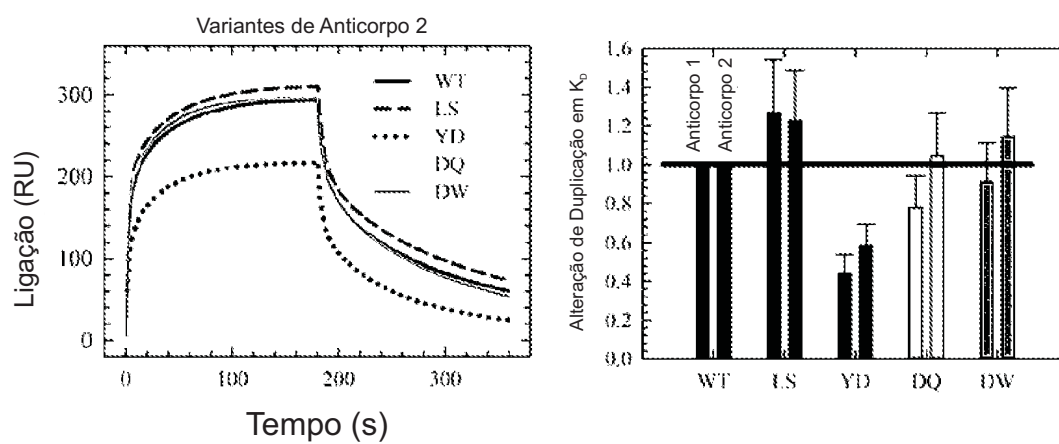 Variantes de Anticorpo 2
Ligação (RU)
300
200
100
0
WT
LS
YD
DQ
DW
0 100 200 300
Tempo (s)
Alteração de Duplicação em K_D
1.6
1.4
1.2
1.0
0.8
0.6
0.4
0.2
0.0
Anticorpo 1
Anticorpo 2
WT LS YD DQ DW